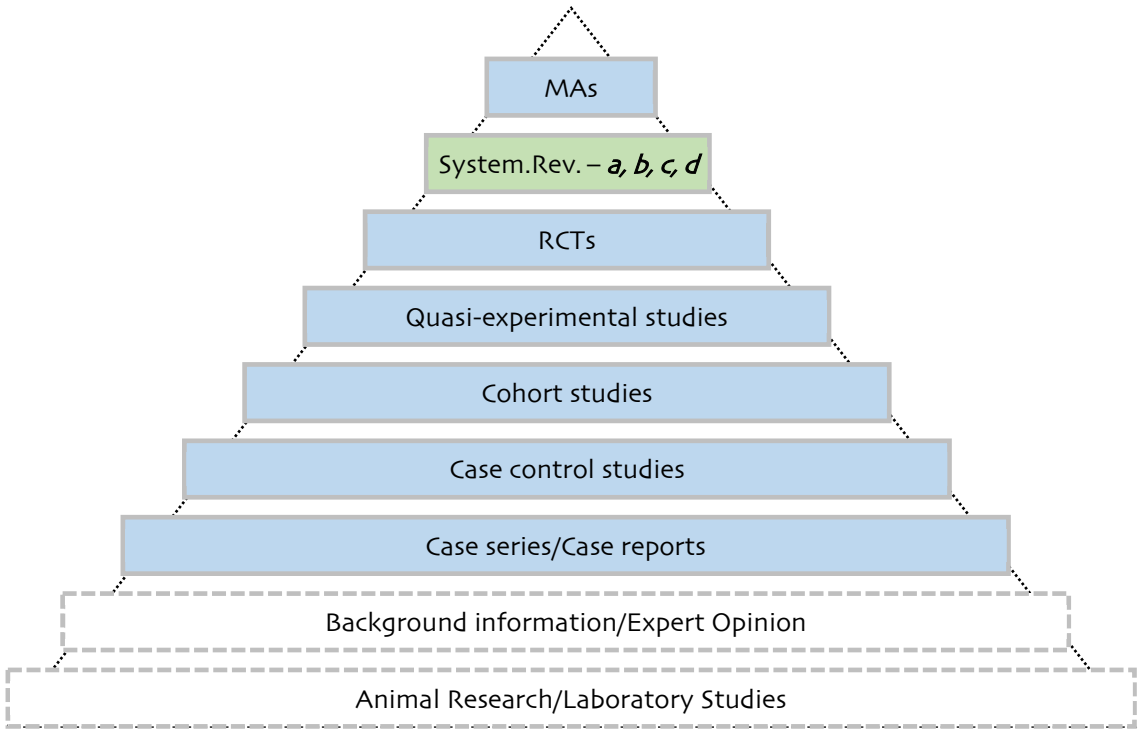 MAs
System.Rev. – a, b, c, d
RCTs
Quasi-experimental studies
Cohort studies
Case control studies
Case series/Case reports
Background information/Expert Opinion
Animal Research/Laboratory Studies